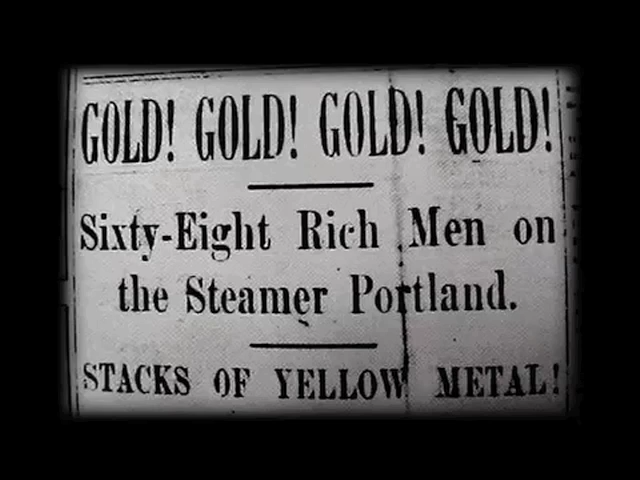 GOLD! GOLD! GOLD! GOLD!
Sixty-Eight Rich Men on
the Steamer Portland.
STACKS OF YELLOW METAL!